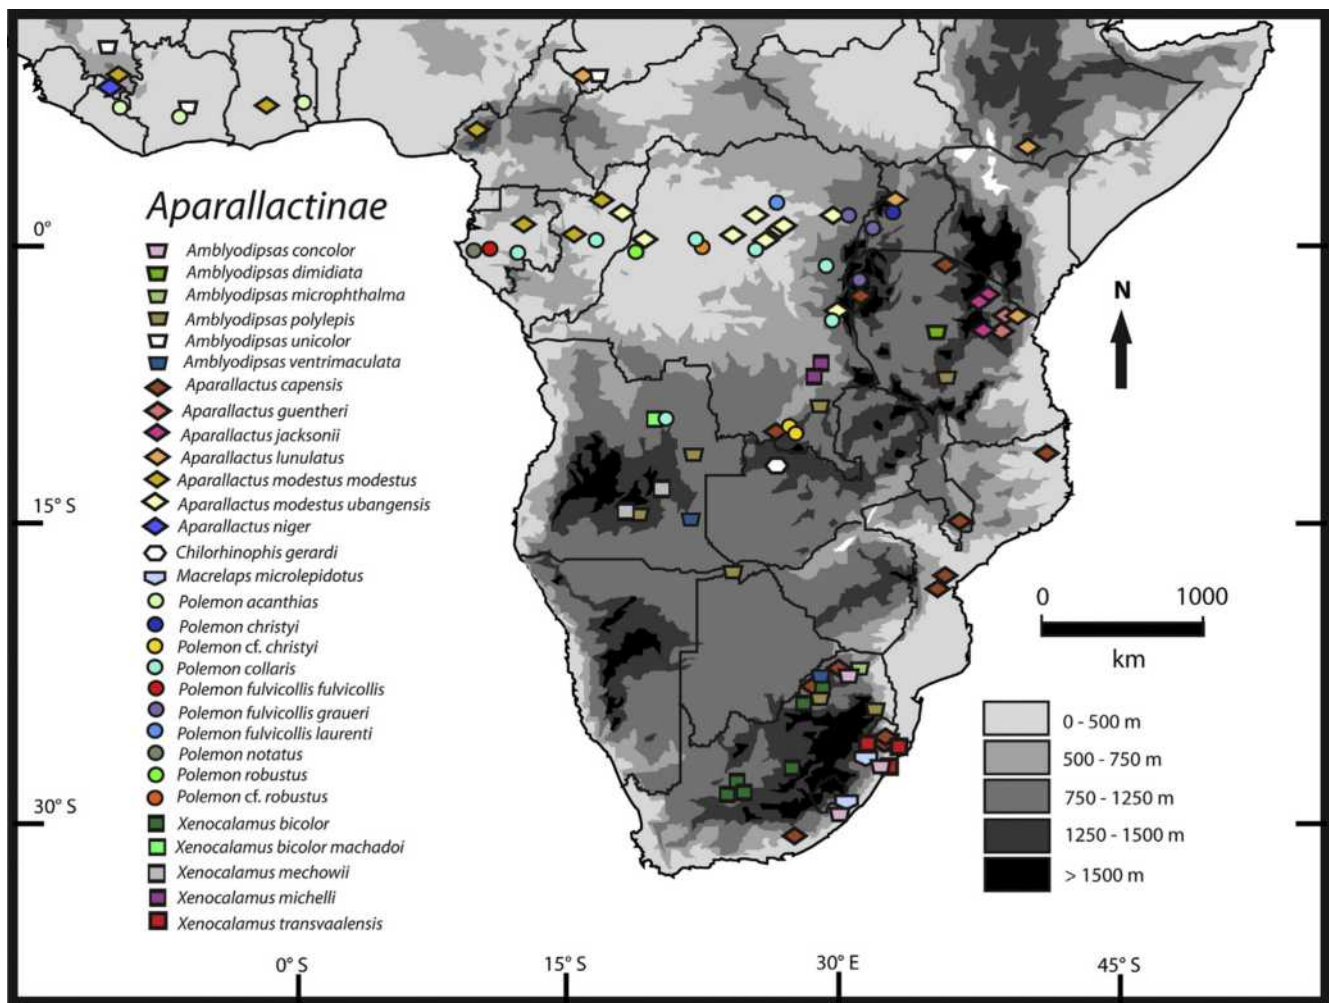 Aparallactinae
Amblyodipsas concolor
Amblyodipsas dimidiata
Amblyodipsas microphthalma
Amblyodipsas polylepis
Amblyodipsas unicolor
Amblyodipsas ventrimaculata
Aparallactus capensis
Aparallactus guentheri
Aparallactus jacksonii
Aparallactus lunulatus
Aparallactus modestus modestus
Aparallactus modestus ubangensis
Aparallactus niger
Chilorhinophis gerardi
Macrelaps microlepidotus
Polemon acanthias
Polemon christyi
Polemon cf. christyi
Polemon collaris
Polemon fulvicollis fulvicollis
Polemon fulvicollis graueri
Polemon fulvicollis laurenti
Polemon notatus
Polemon robustus
Polemon cf. robustus
Xenocalamus bicolor
Xenocalamus bicolor machadoi
Xenocalamus mechowii
Xenocalamus michelli
Xenocalamus transvaalensis
0°
15° S
30° S
N
0 1000
km
0 - 500 m
500 - 750 m
750 - 1250 m
1250 - 1500 m
> 1500 m
0° S
15° S
30° E
45° S